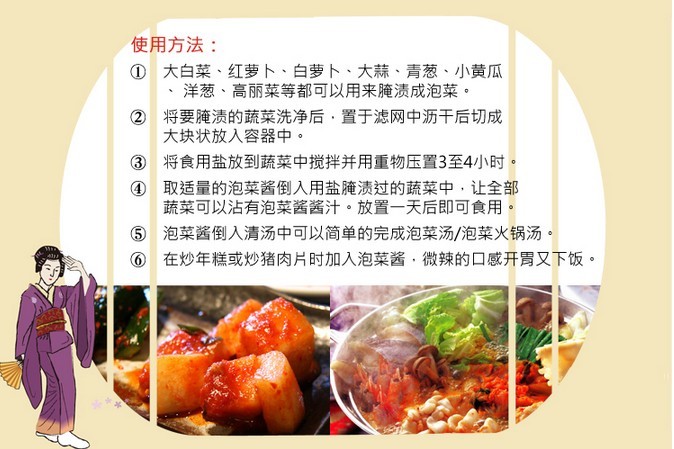 使用方法：
① 大白菜、红萝卜、白萝卜、大蒜、青葱、小黄瓜
、洋葱、高丽菜等都可以用来腌渍成泡菜。
② 将要腌渍的蔬菜洗净后，置于滤网中沥干后切成
大块状放入容器中。
③ 将食用盐放到蔬菜中搅拌并用重物压置3至4小时。
④ 取适量的泡菜酱倒入用盐腌渍过的蔬菜中，让全部
蔬菜可以沾有泡菜酱酱汁。放置一天后即可食用。
⑤ 泡菜酱倒入清汤中可以简单的完成泡菜汤/泡菜火锅汤。
⑥ 在炒年糕或炒猪肉片时加入泡菜酱，微辣的口感开胃又下饭。